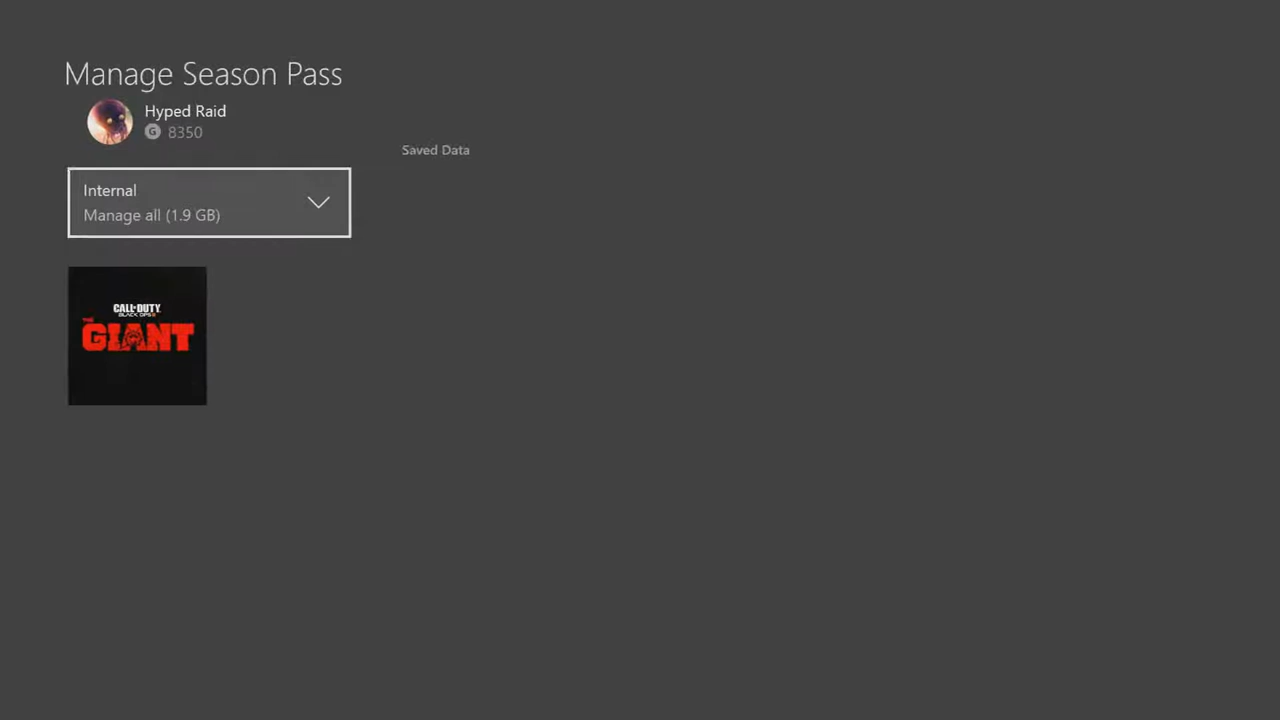 Manage Season Pass
Hyped Raid
G 8350
Saved Data
Internal
Manage all (1.9 GB)
CALL OF DUTY
BLACK OPS III
THE
GIANT